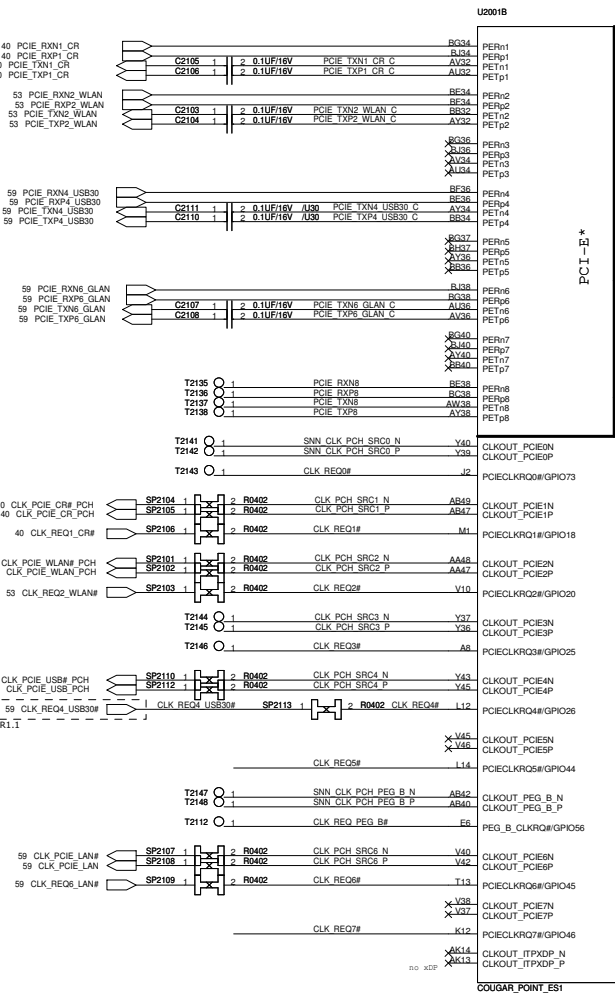 U2001B
40 PCIE_RXN1_CR BG34 PERn1
40 PCIE_RXP1_CR BJ34 PERp1
PCIE_TXN1_CR C2105 1 2 0.1UF/16V PCIE_TXN1_CR_C AV32 PETn1
PCIE_TXP1_CR C2106 1 2 0.1UF/16V PCIE_TXP1_CR_C AU32 PETp1
53 PCIE_RXN2_WLAN BE34 PERn2
53 PCIE_RXP2_WLAN BF34 PERp2
53 PCIE_TXN2_WLAN C2103 1 2 0.1UF/16V PCIE_TXN2_WLAN_C BB32 PETn2
53 PCIE_TXP2_WLAN C2104 1 2 0.1UF/16V PCIE_TXP2_WLAN_C AY32 PETp2
BG36 PERn3
BJ36 PERp3
AV34 PETn3
AU34 PETp3
59 PCIE_RXN4_USB30 BF36 PERn4
59 PCIE_RXP4_USB30 BE36 PERp4
59 PCIE_TXN4_USB30 C2111 1 2 0.1UF/16V /U30 PCIE_TXN4_USB30_C AY34 PETn4
59 PCIE_TXP4_USB30 C2110 1 2 0.1UF/16V /U30 PCIE_TXP4_USB30_C BB34 PETp4
PCI-E*
BG37 PERn5
BH37 PERp5
AY36 PETn5
BB36 PETp5
59 PCIE_RXN6_GLAN BJ38 PERn6
59 PCIE_RXP6_GLAN BG38 PERp6
59 PCIE_TXN6_GLAN C2107 1 2 0.1UF/16V PCIE_TXN6_GLAN_C AU36 PETn6
59 PCIE_TXP6_GLAN C2108 1 2 0.1UF/16V PCIE_TXP6_GLAN_C AV36 PETp6
BG40 PERn7
BJ40 PERp7
AY40 PETn7
BB40 PETp7
T2135 1 PCIE_RXN8 BE38 PERn8
T2136 1 PCIE_RXP8 BC38 PERp8
T2137 1 PCIE_TXN8 AW38 PETn8
T2138 1 PCIE_TXP8 AY38 PETp8
T2141 1 SNN_CLK_PCH_SRC0_N Y40 CLKOUT_PCIE0N
T2142 1 SNN_CLK_PCH_SRC0_P Y39 CLKOUT_PCIE0P
T2143 1 CLK_REQ0# J2 PCIECLKRQ0#/GPIO73
0 CLK_PCIE_CR#_PCH SP2104 1 2 R0402 CLK_PCH_SRC1_N AB49 CLKOUT_PCIE1N
40 CLK_PCIE_CR_PCH SP2105 1 2 R0402 CLK_PCH_SRC1_P AB47 CLKOUT_PCIE1P
40 CLK_REQ1_CR# SP2106 1 2 R0402 CLK_REQ1# M1 PCIECLKRQ1#/GPIO18
CLK_PCIE_WLAN#_PCH SP2101 1 2 R0402 CLK_PCH_SRC2_N AA48 CLKOUT_PCIE2N
CLK_PCIE_WLAN_PCH SP2102 1 2 R0402 CLK_PCH_SRC2_P AA47 CLKOUT_PCIE2P
53 CLK_REQ2_WLAN# SP2103 1 2 R0402 CLK_REQ2# V10 PCIECLKRQ2#/GPIO20
T2144 1 CLK_PCH_SRC3_N Y37 CLKOUT_PCIE3N
T2145 1 CLK_PCH_SRC3_P Y36 CLKOUT_PCIE3P
T2146 1 CLK_REQ3# A8 PCIECLKRQ3#/GPIO25
CLK_PCIE_USB#_PCH SP2110 1 2 R0402 CLK_PCH_SRC4_N Y43 CLKOUT_PCIE4N
CLK_PCIE_USB_PCH SP2112 1 2 R0402 CLK_PCH_SRC4_P Y45 CLKOUT_PCIE4P
59 CLK_REQ4_USB30# CLK_REQ4_USB30# SP2113 1 2 R0402 CLK_REQ4# L12 PCIECLKRQ4#/GPIO26
R1.1
V45 CLKOUT_PCIE5N
V46 CLKOUT_PCIE5P
CLK_REQ5# L14 PCIECLKRQ5#/GPIO44
T2147 1 SNN_CLK_PCH_PEG_B_N AB42 CLKOUT_PEG_B_N
T2148 1 SNN_CLK_PCH_PEG_B_P AB40 CLKOUT_PEG_B_P
T2112 1 CLK_REQ_PEG_B# E6 PEG_B_CLKRQ#/GPIO56
59 CLK_PCIE_LAN# SP2107 1 2 R0402 CLK_PCH_SRC6_N V40 CLKOUT_PCIE6N
59 CLK_PCIE_LAN SP2108 1 2 R0402 CLK_PCH_SRC6_P V42 CLKOUT_PCIE6P
59 CLK_REQ6_LAN# SP2109 1 2 R0402 CLK_REQ6# T13 PCIECLKRQ6#/GPIO45
V38 CLKOUT_PCIE7N
V37 CLKOUT_PCIE7P
CLK_REQ7# K12 PCIECLKRQ7#/GPIO46
AK14 CLKOUT_ITPXDP_N
no xDP AK13 CLKOUT_ITPXDP_P
COUGAR_POINT_ES1